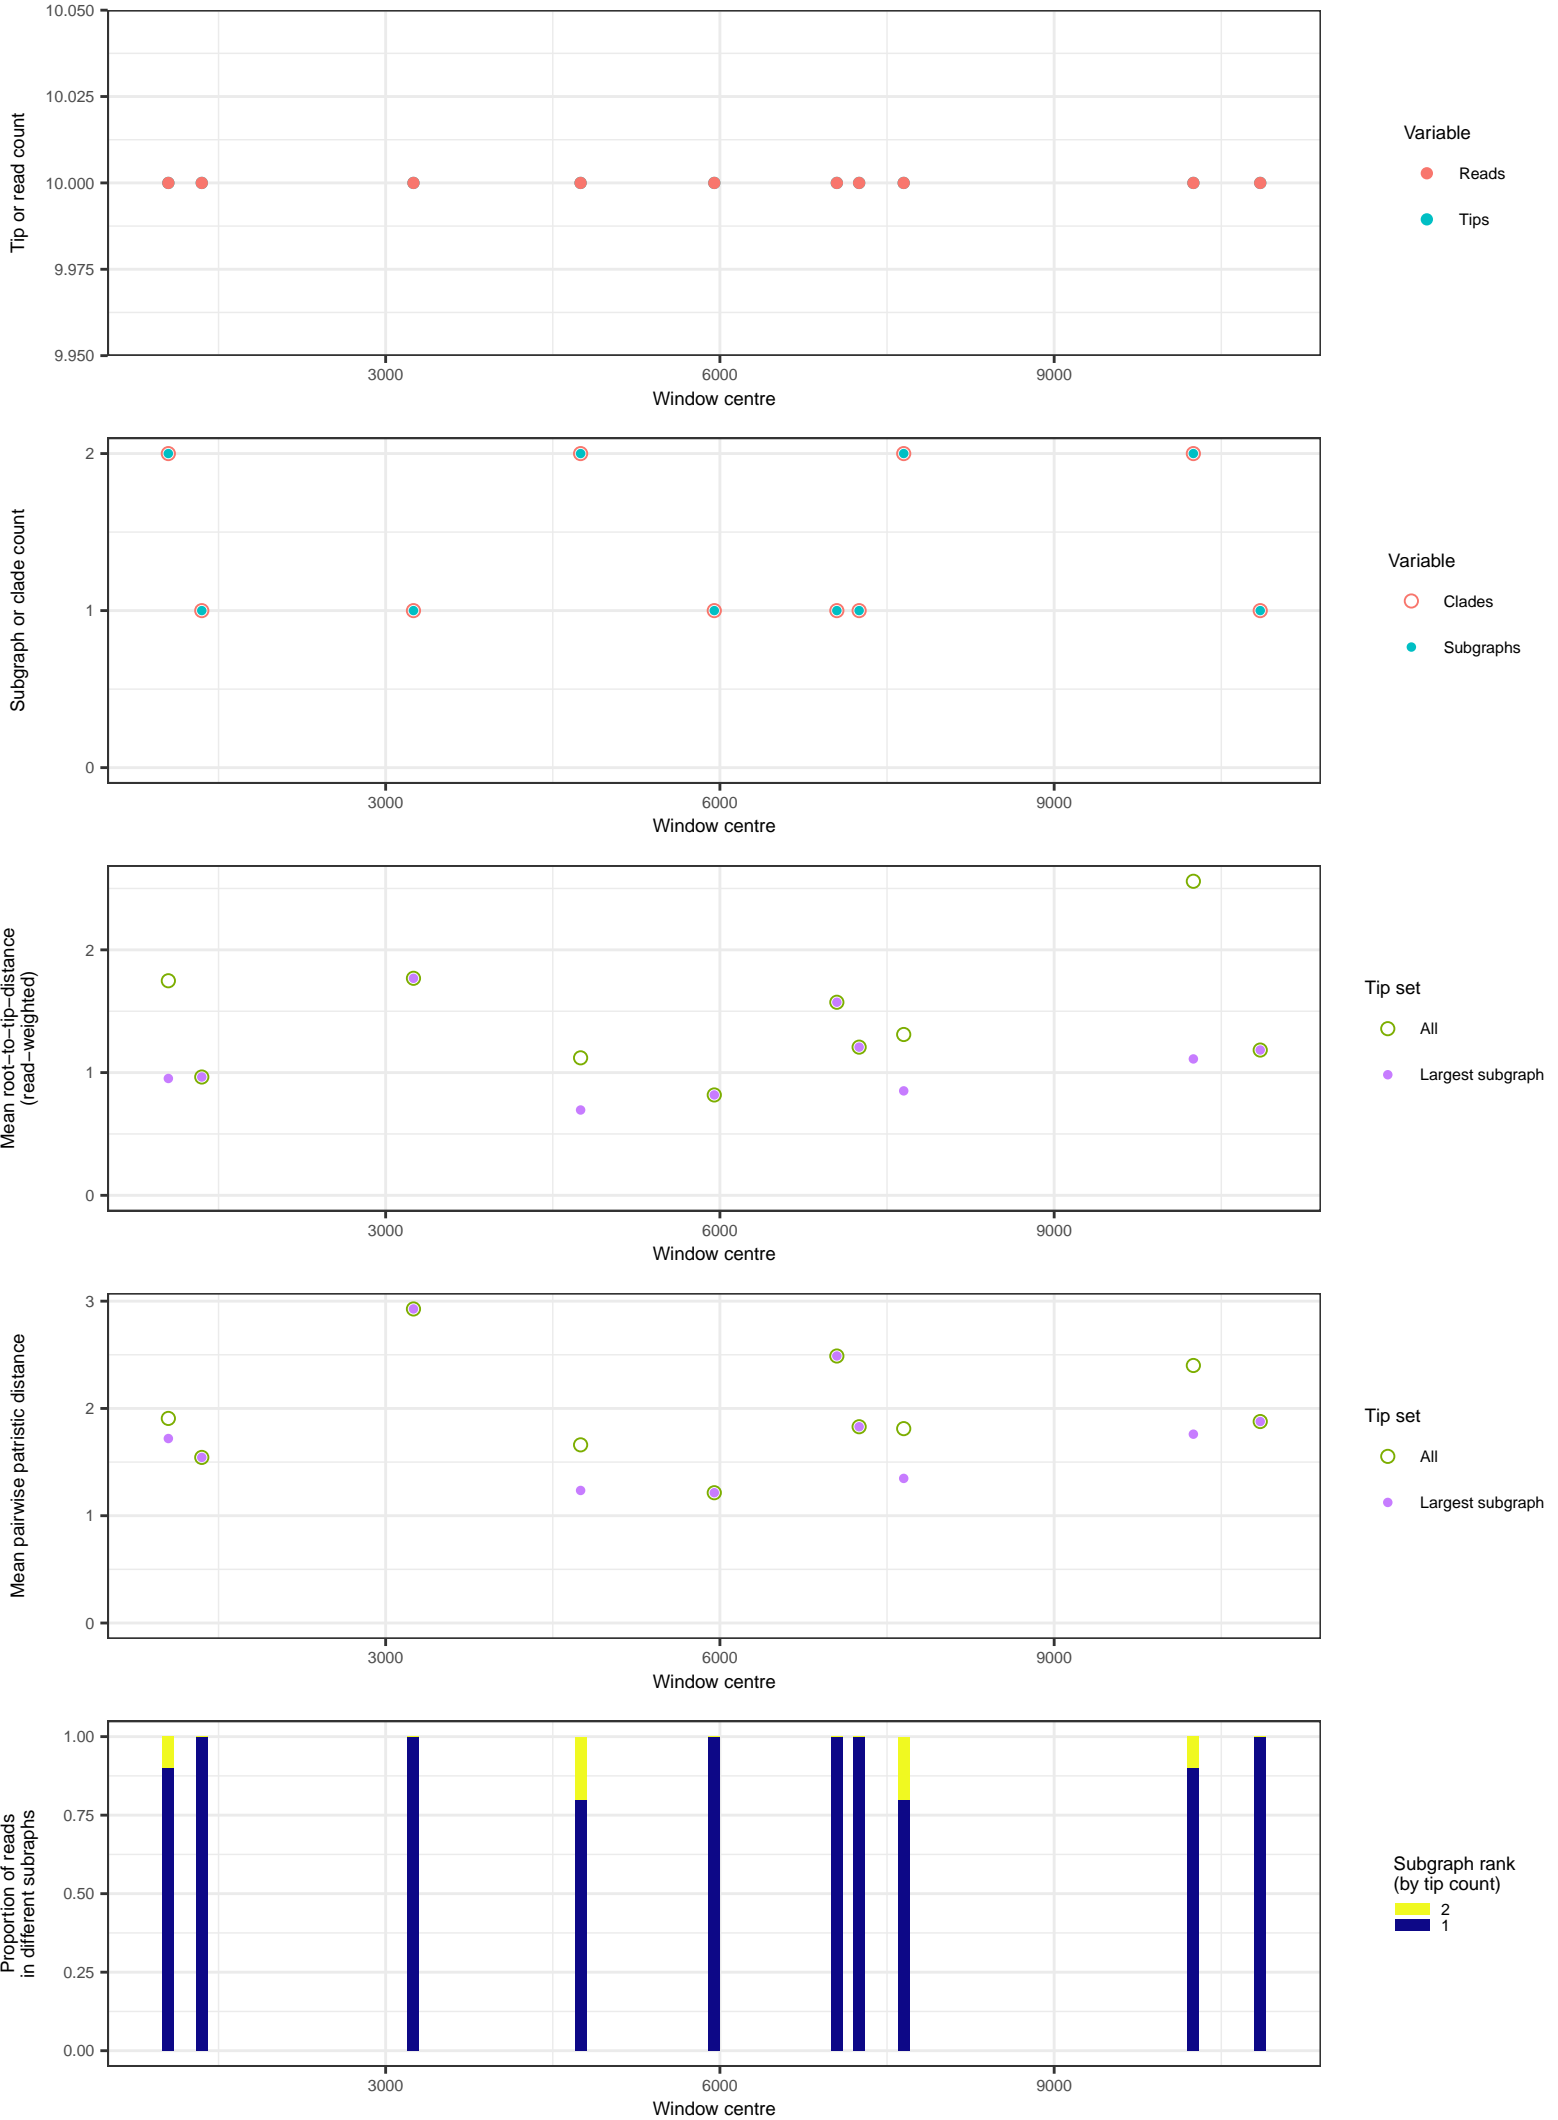 10.050
10.025
10.000
9.975
9.950
Tip or read count
3000
6000
9000
Window centre
Variable
Reads
Tips
2
1
0
Subgraph or clade count
3000
6000
9000
Window centre
Variable
Clades
Subgraphs
2
1
0
Mean root−to−tip−distance
(read−weighted)
3000
6000
9000
Window centre
Tip set
All
Largest subgraph
3
2
1
0
Mean pairwise patristic distance
3000
6000
9000
Window centre
Tip set
All
Largest subgraph
1.00
0.75
0.50
0.25
0.00
Proportion of reads
in different subraphs
3000
6000
9000
Window centre
Subgraph rank
(by tip count)
2
1